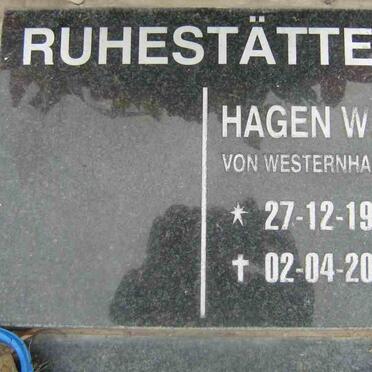 RUHESTÄTTE
HAGEN W
VON WESTERNHA
* 27-12-19
† 02-04-20